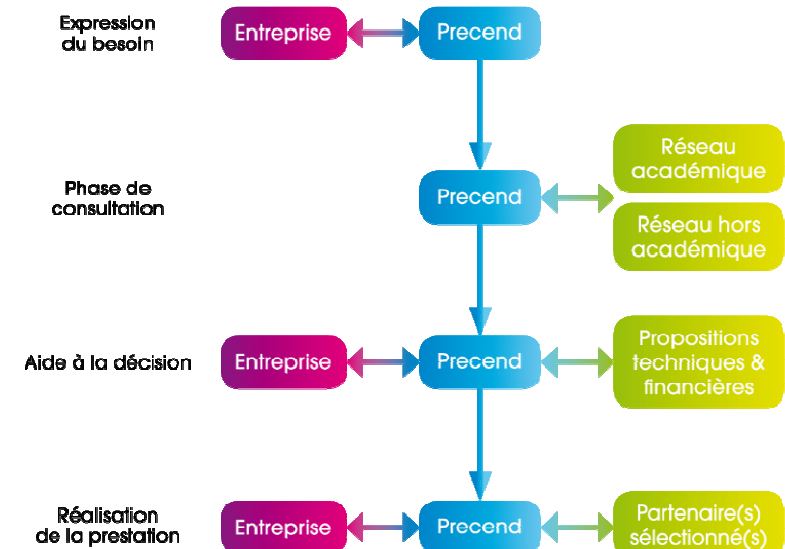 Expression
du besoin
Entreprise
Precend
Phase de
consultation
Precend
Réseau
académique
Réseau hors
académique
Aide à la décision
Entreprise
Precend
Propositions
techniques &
financières
Réalisation
de la prestation
Entreprise
Precend
Partenaire(s)
sélectionné(s)